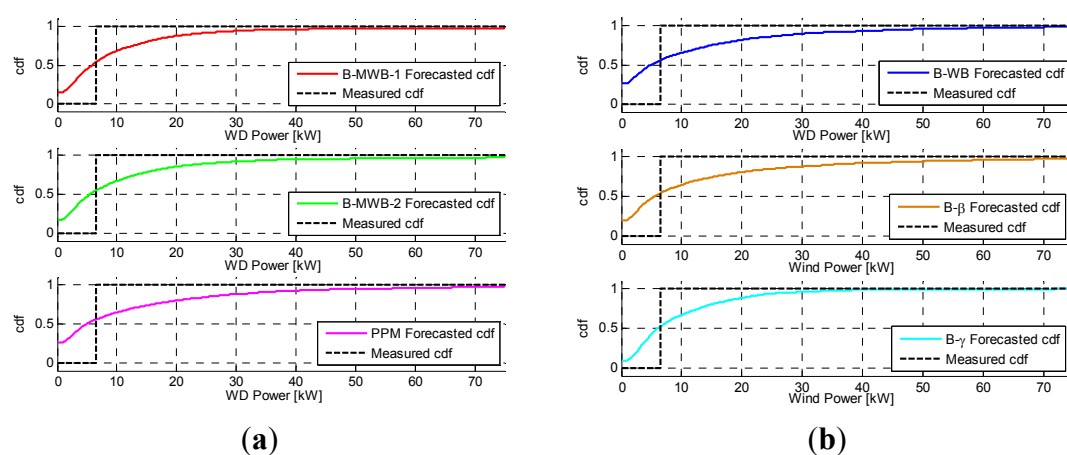 1
0.5
0
cdf
B-MWB-1 Forecasted cdf
Measured cdf
0 10 20 30 40 50 60 70
WD Power [kW]
1
0.5
0
cdf
B-MWB-2 Forecasted cdf
Measured cdf
0 10 20 30 40 50 60 70
WD Power [kW]
1
0.5
0
cdf
PPM Forecasted cdf
Measured cdf
0 10 20 30 40 50 60 70
WD Power [kW]
(a)
1
0.5
0
cdf
B-WB Forecasted cdf
Measured cdf
0 10 20 30 40 50 60 70
WD Power [kW]
1
0.5
0
cdf
B-β Forecasted cdf
Measured cdf
0 10 20 30 40 50 60 70
Wind Power [kW]
1
0.5
0
cdf
B-γ Forecasted cdf
Measured cdf
0 10 20 30 40 50 60 70
Wind Power [kW]
(b)